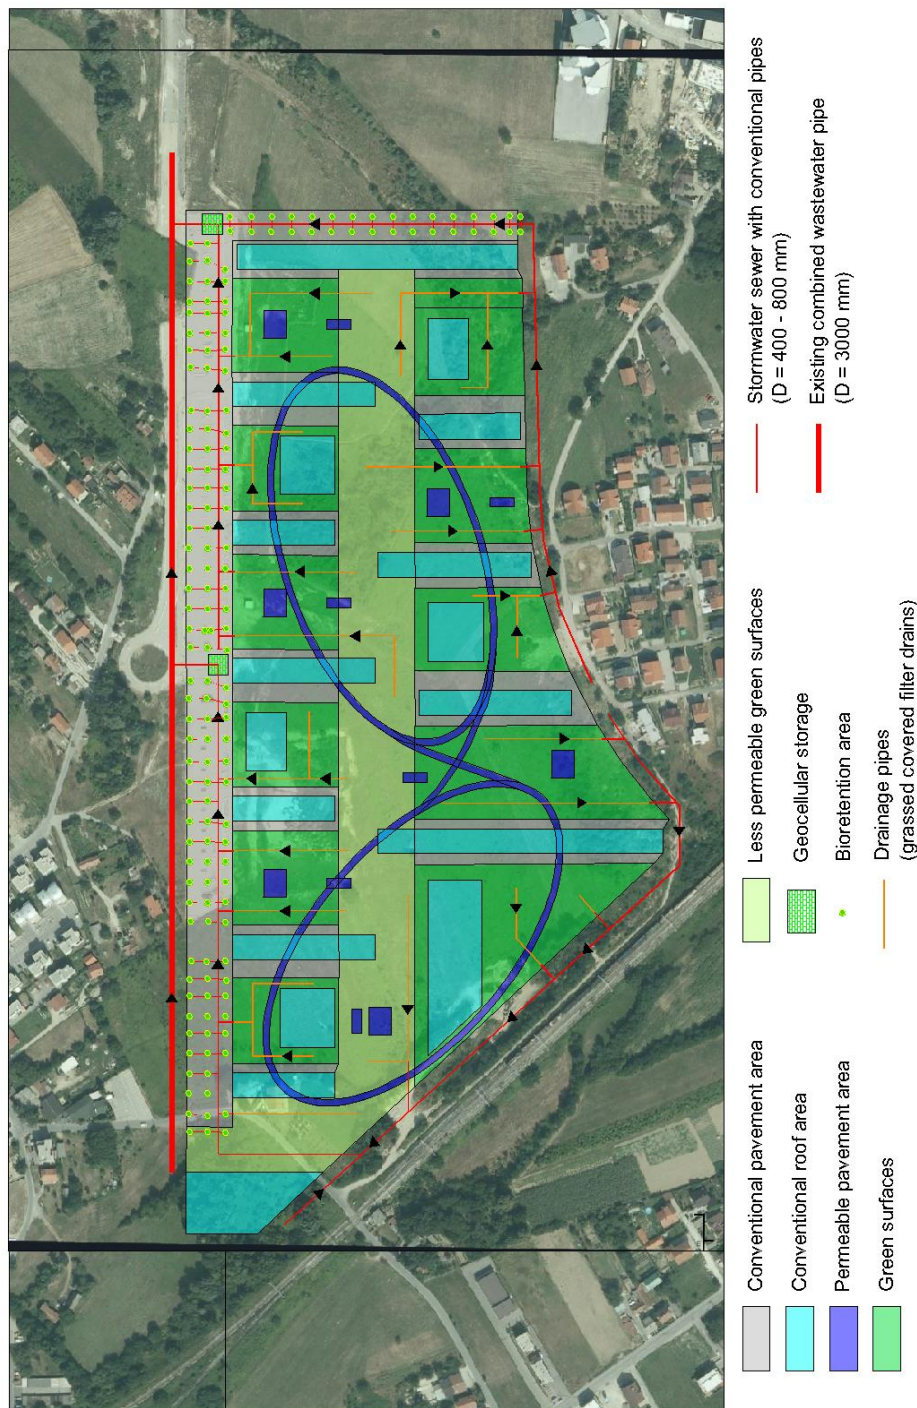 Conventional pavement area
Conventional roof area
Permeable pavement area
Green surfaces
Less permeable green surfaces
Geocellular storage
Bioretention area
Drainage pipes
(grassed covered filter drains)
Stormwater sewer with conventional pipes
(D = 400 - 800 mm)
Existing combined wastewater pipe
(D = 3000 mm)